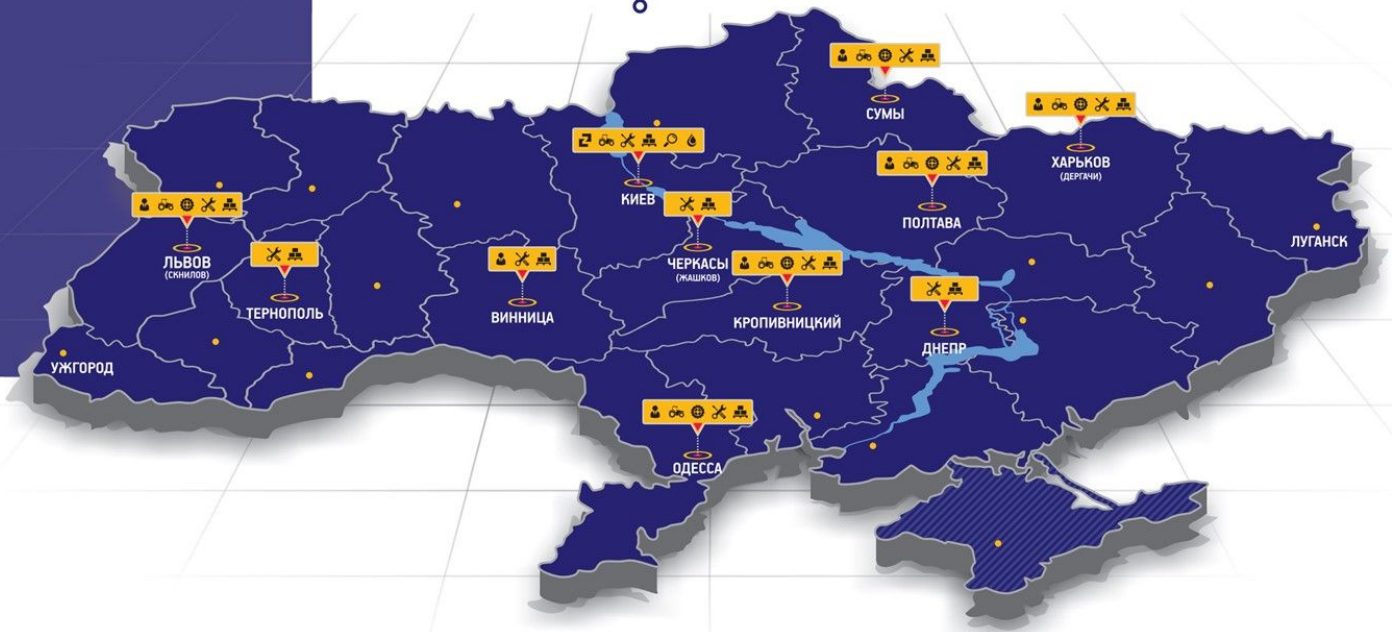 СУМЫ
ХАРЬКОВ
(ДЕРГАЧИ)
КИЕВ
ПОЛТАВА
ЛУГАНСК
ЛЬВОВ
(СКНИЛОВ)
ЧЕРКАСЫ
(ЖАШКОВ)
ТЕРНОПОЛЬ
ВИННИЦА
КРОПИВНИЦКИЙ
ДНЕПР
УЖГОРОД
ОДЕССА